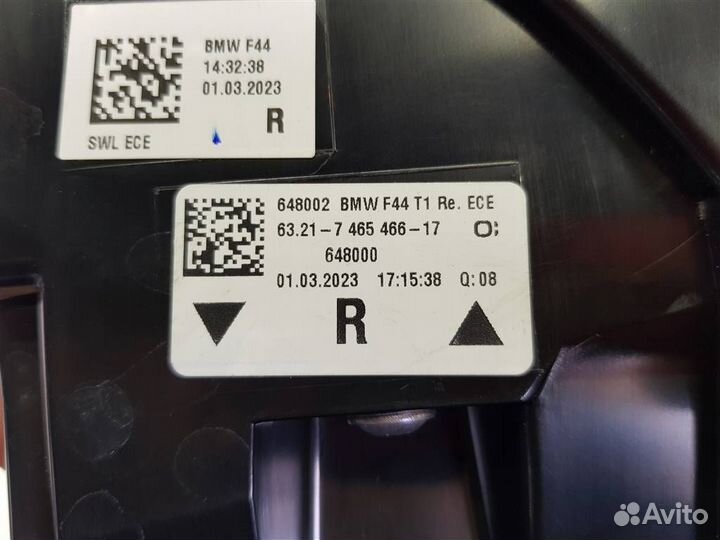 BMW F44
14:32:38
01.03.2023
SWL ECE
R
648002 BMW F44 T1 Re. ECE
63.21-7 465 466-17 O;
648000
01.03.2023 17:15:38 Q:08
R
Avito